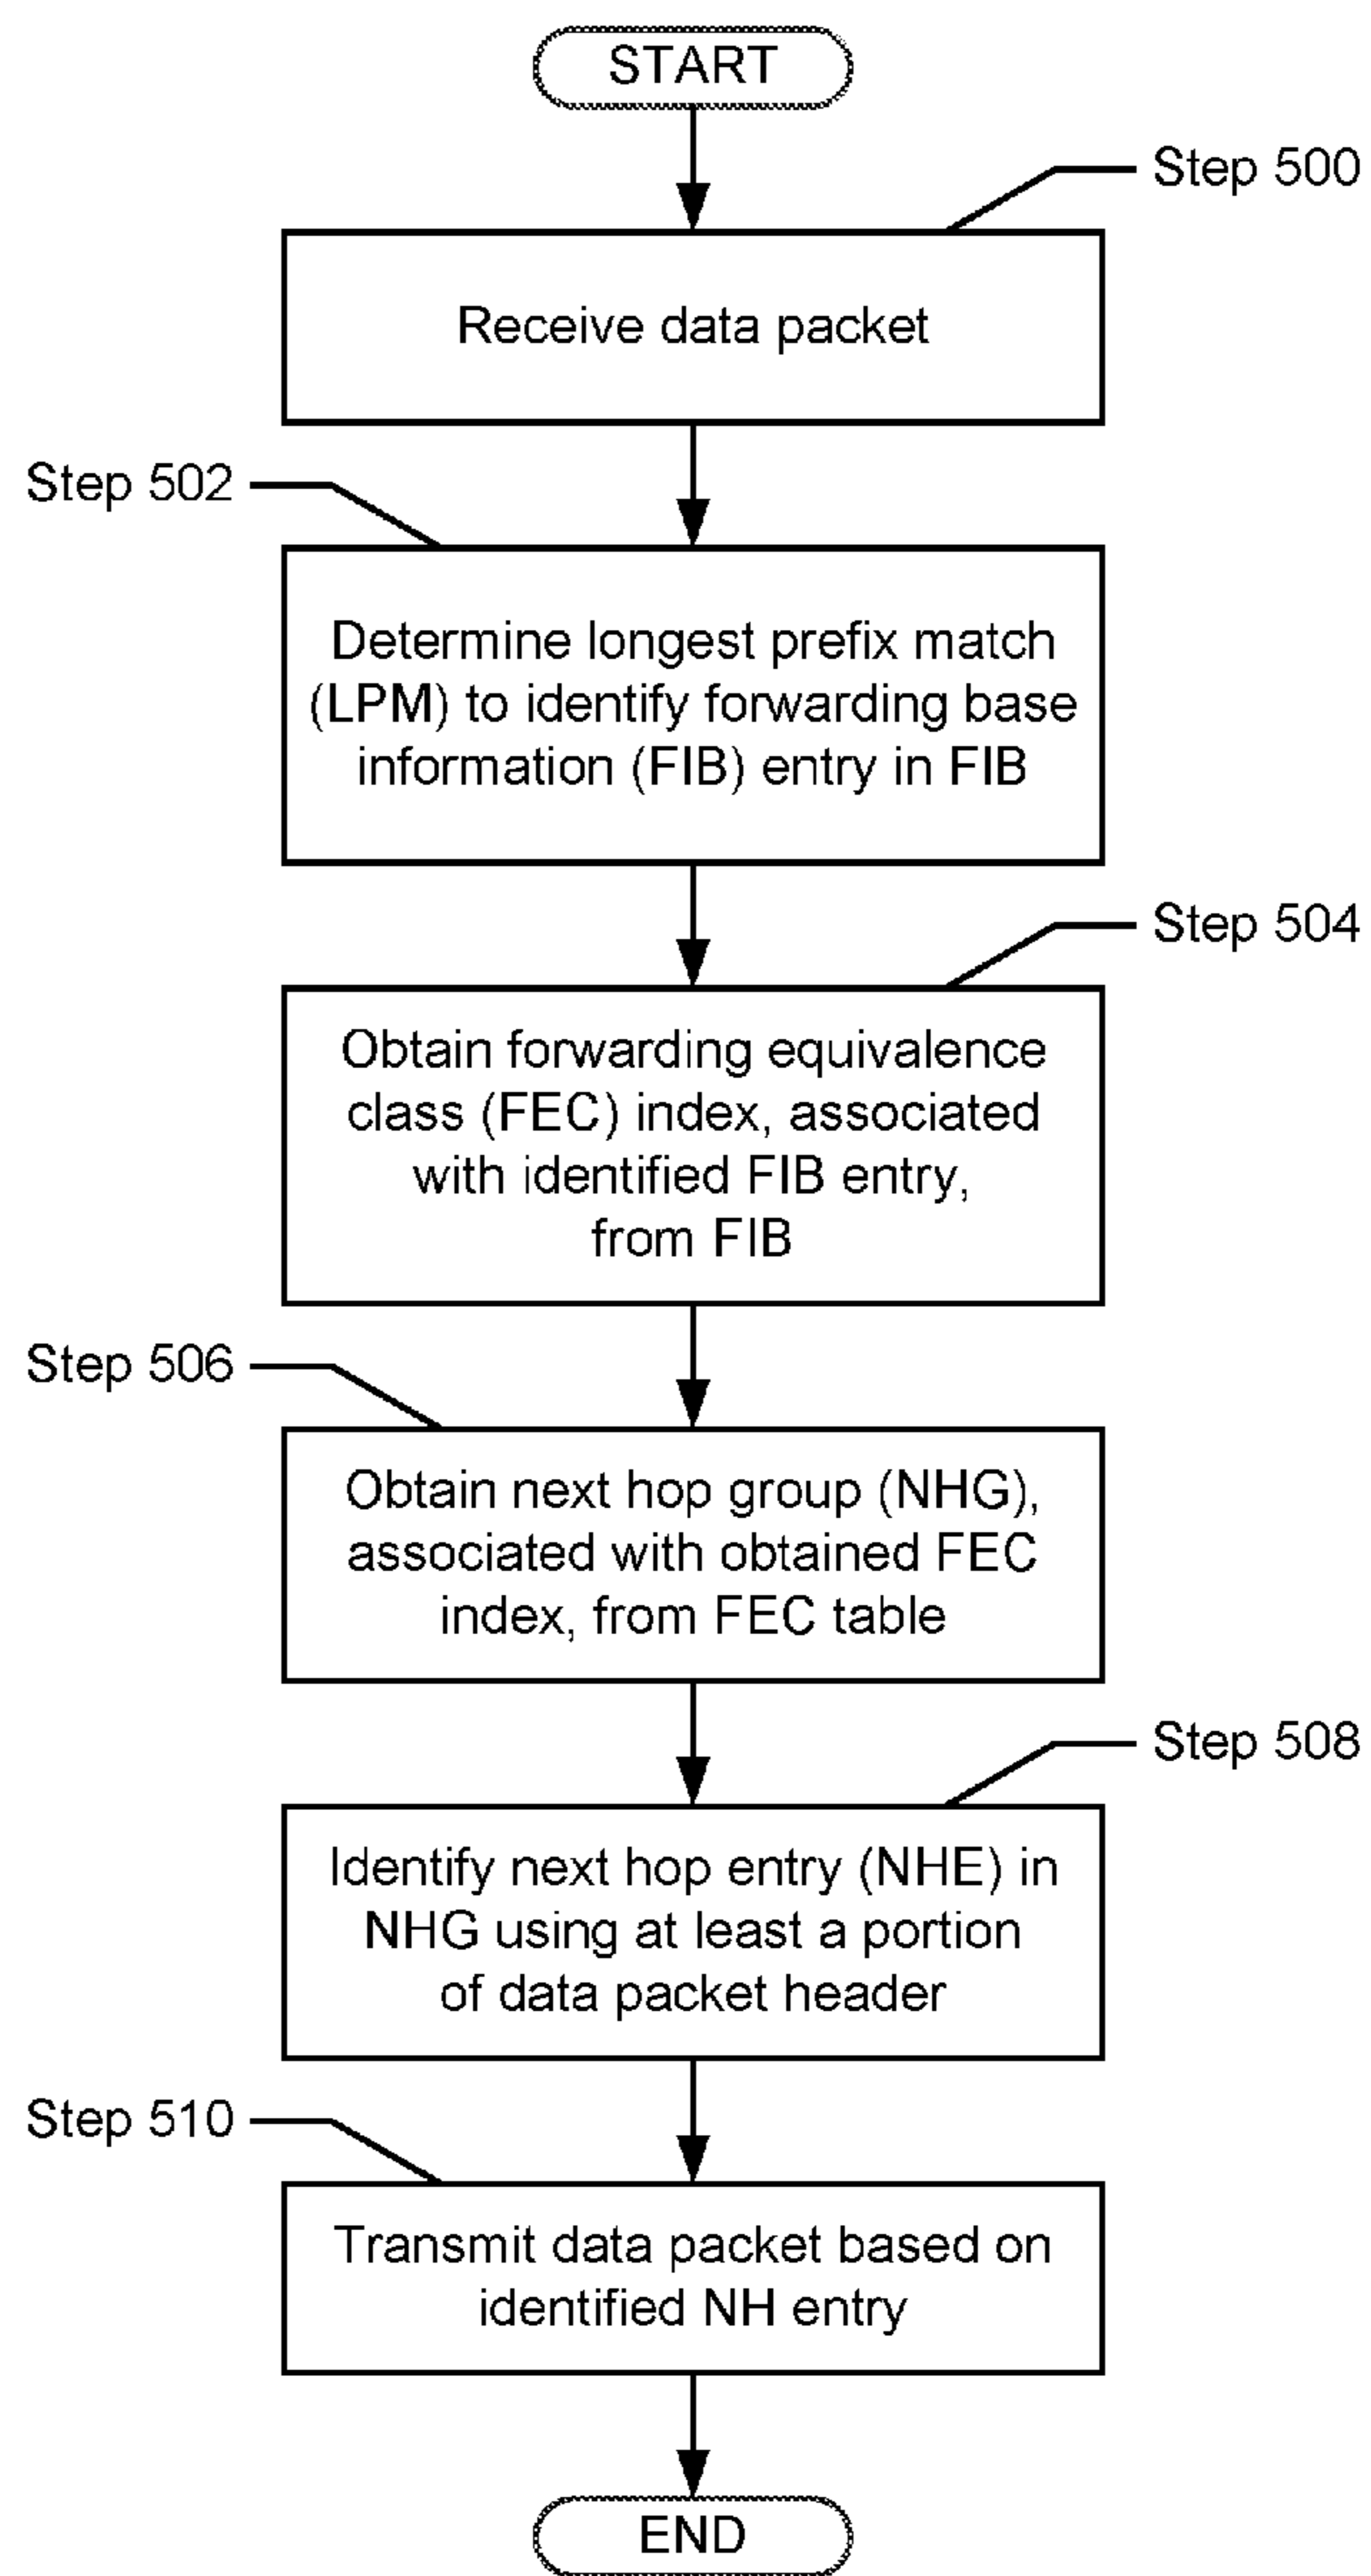 START
Step 500
Receive data packet
Step 502
Determine longest prefix match
(LPM) to identify forwarding base
information (FIB) entry in FIB
Step 504
Obtain forwarding equivalence
class (FEC) index, associated
with identified FIB entry,
from FIB
Step 506
Obtain next hop group (NHG),
associated with obtained FEC
index, from FEC table
Step 508
Identify next hop entry (NHE) in
NHG using at least a portion
of data packet header
Step 510
Transmit data packet based on
identified NH entry
END